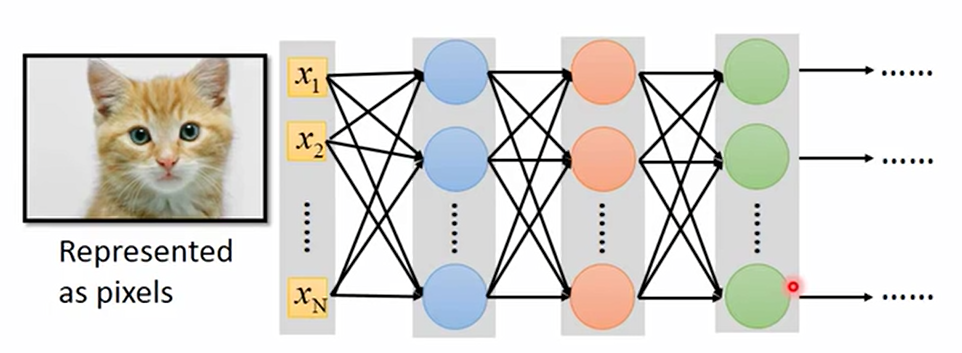 x1
x2
⋮
xN
Represented
as pixels
......
......
......